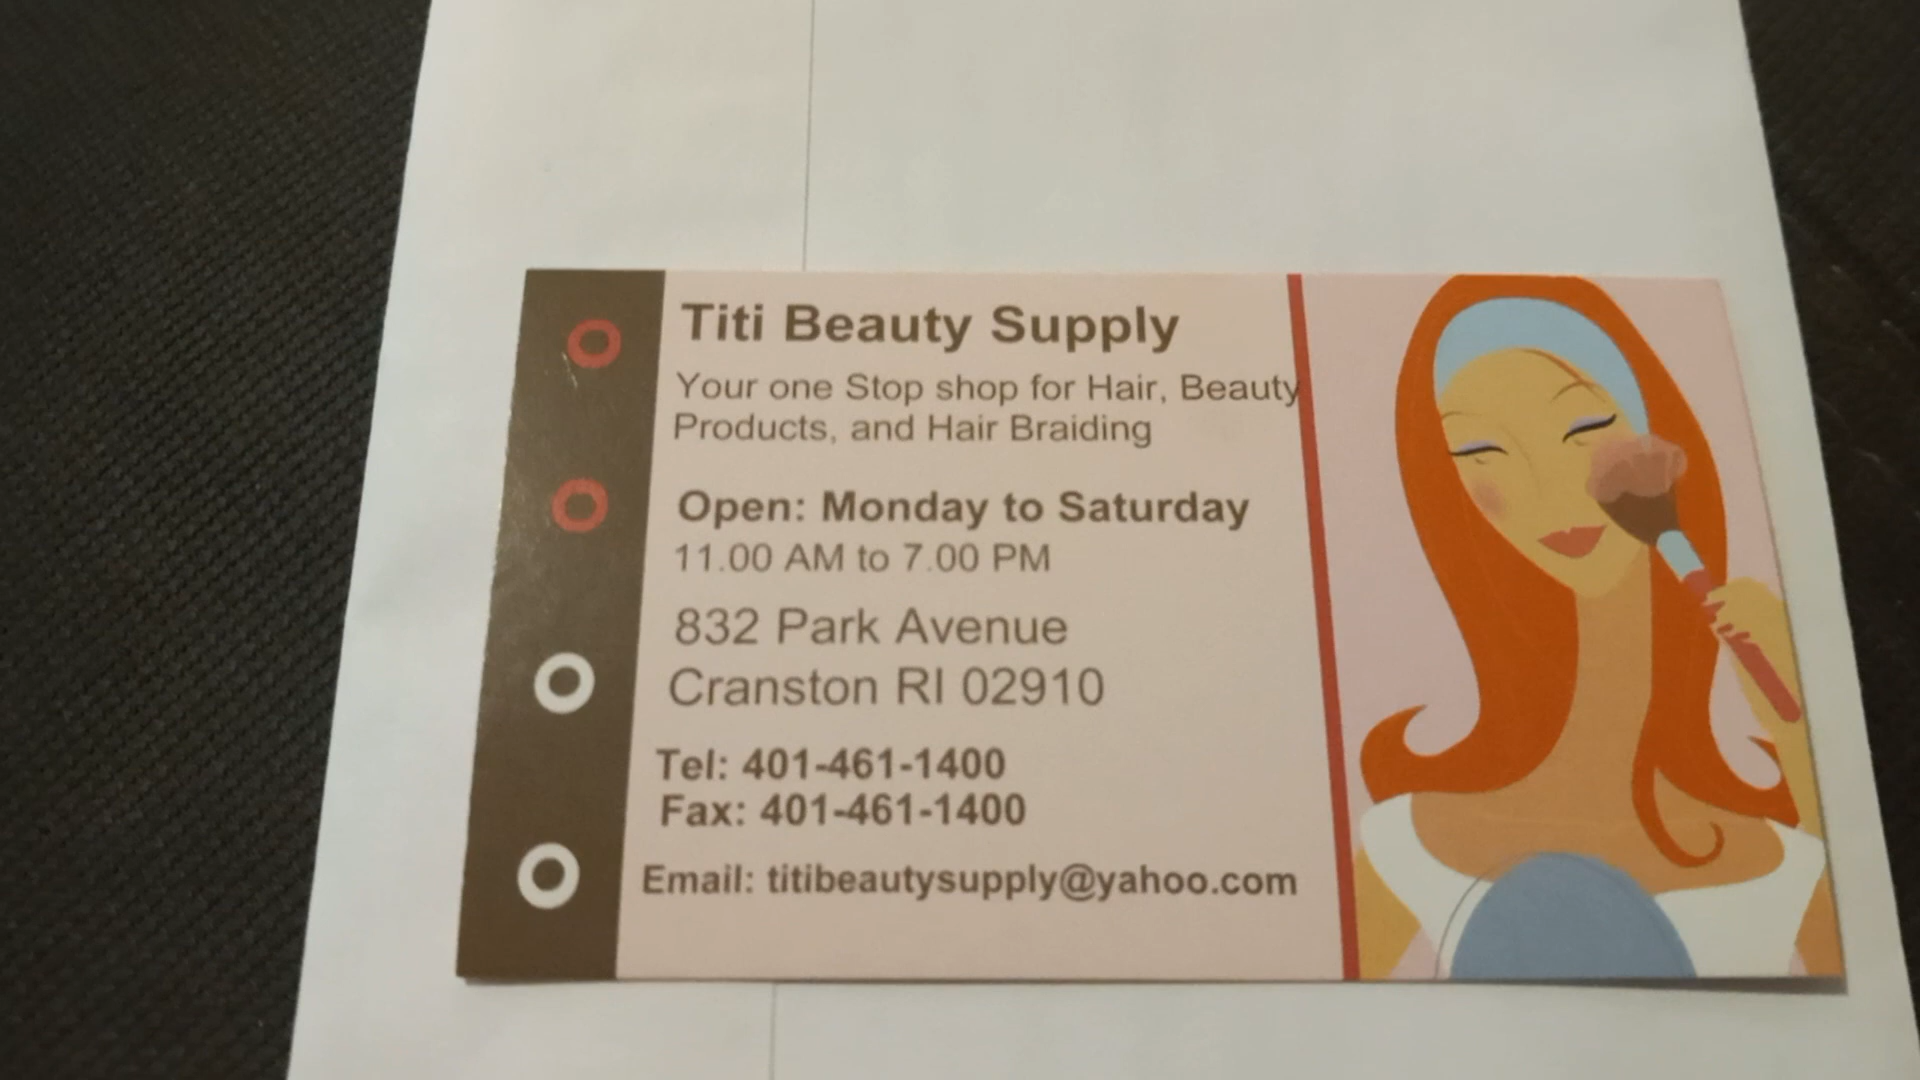 Titi Beauty Supply
Your one Stop shop for Hair, Beauty
Products, and Hair Braiding
Open: Monday to Saturday
11.00 AM to 7.00 PM
832 Park Avenue
Cranston RI 02910
Tel: 401-461-1400
Fax: 401-461-1400
Email: titibeautysupply@yahoo.com